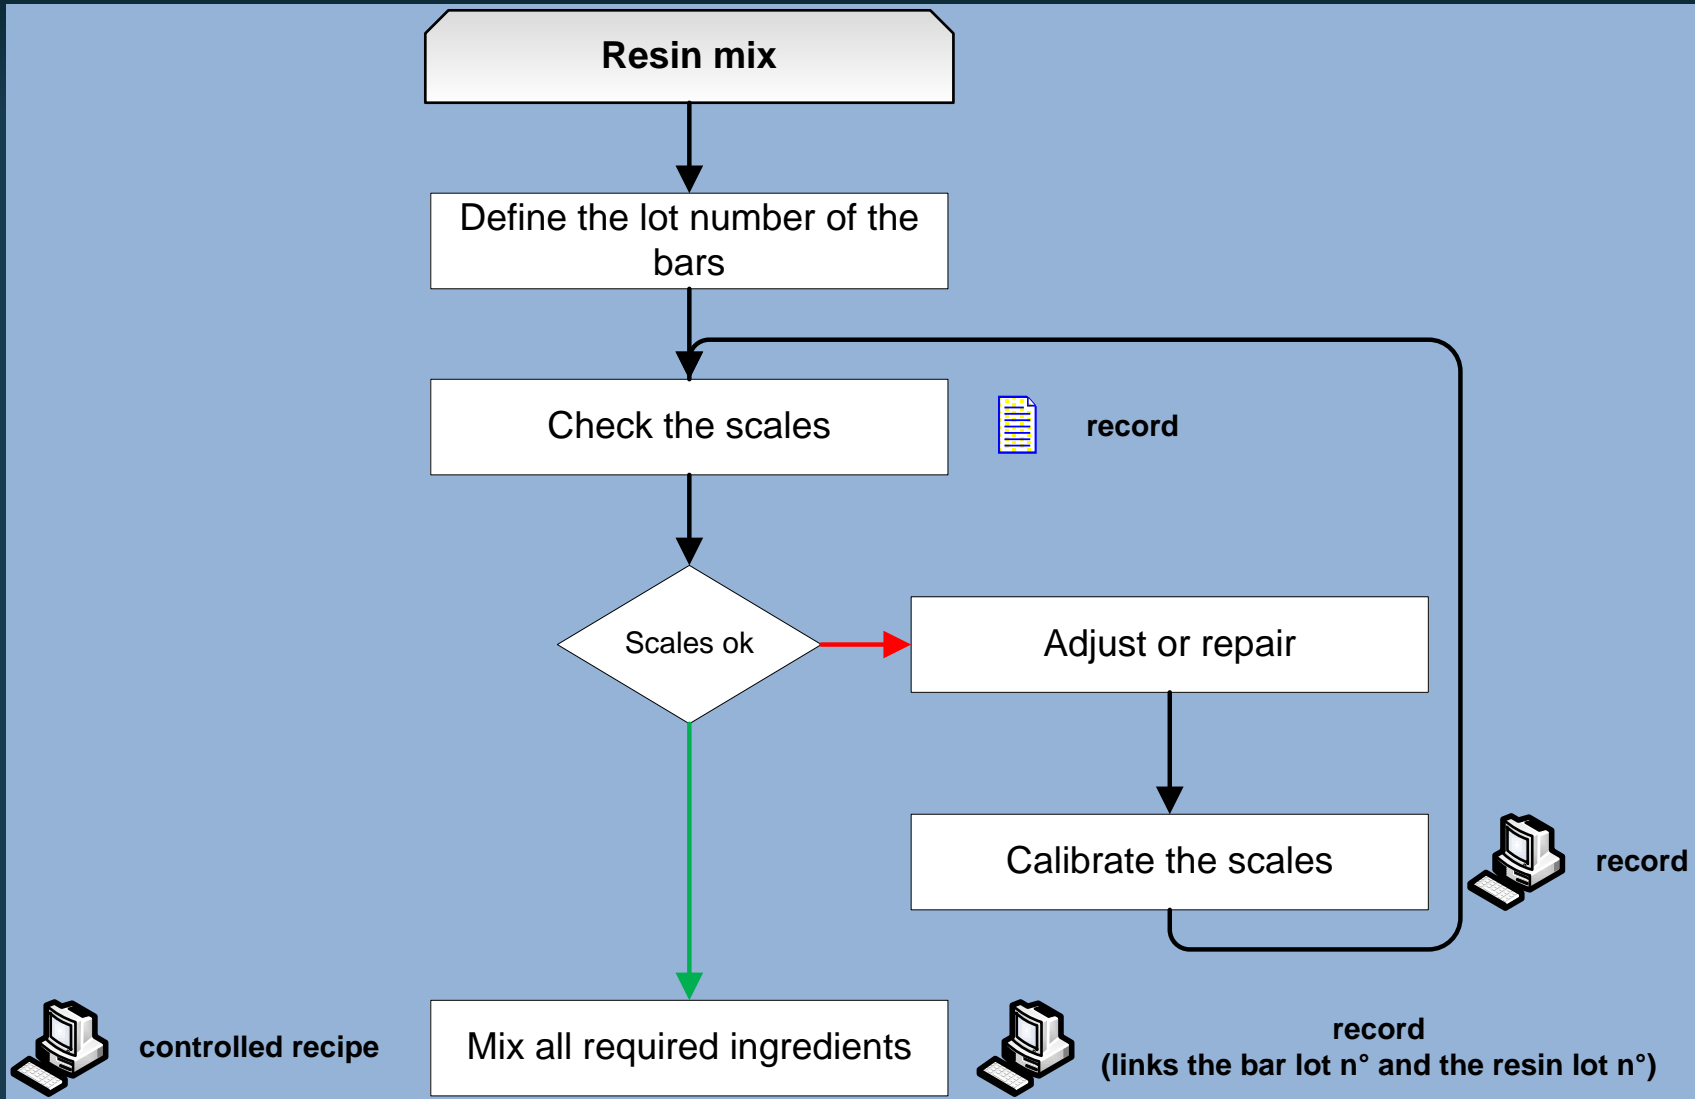 Resin mix
Define the lot number of the
bars
Check the scales
record
Scales ok
Adjust or repair
Calibrate the scales
record
controlled recipe
Mix all required ingredients
record
(links the bar lot n° and the resin lot n°)